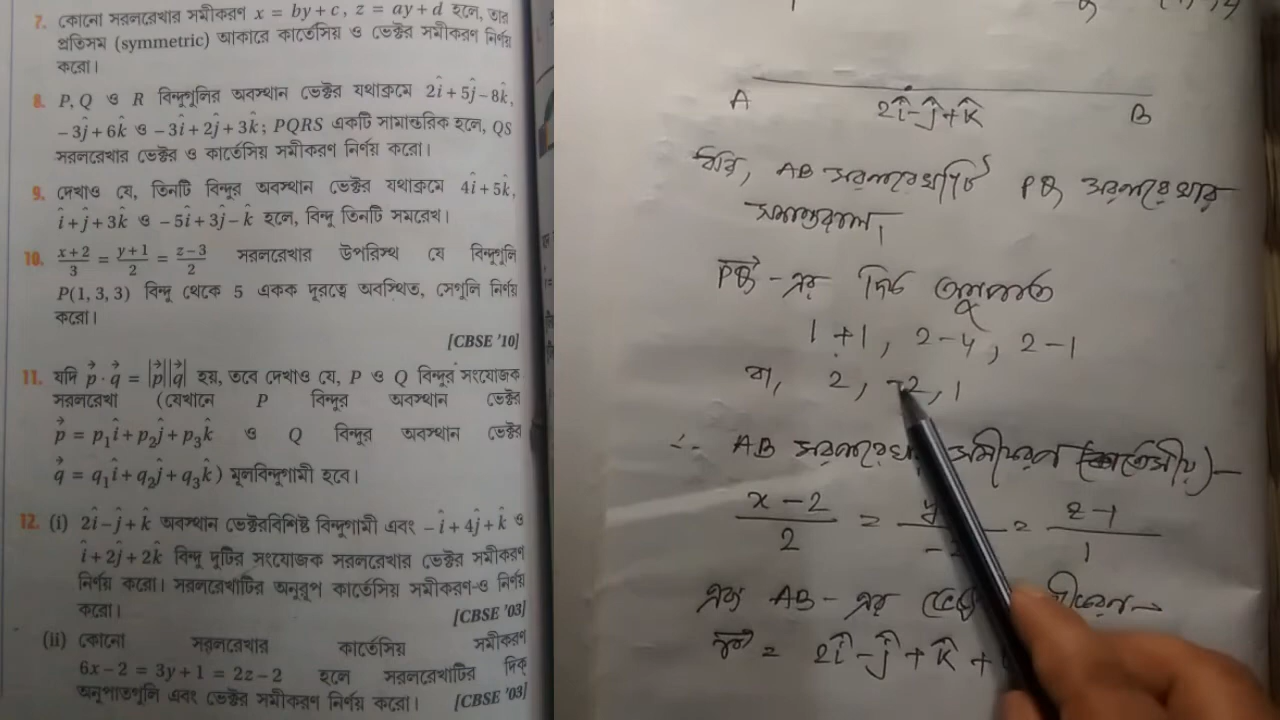 7. কোনো সরলরেখার সমীকরণ x = by + c, z = ay + d হলে, তার
প্রতিসম (symmetric) আকারে কার্তেসিয় ও ভেক্টর সমীকরণ নির্ণয়
করো।
8. P, Q ও R বিন্দুগুলির অবস্থান ভেক্টর যথাক্রমে 2î + 5ĵ − 8k̂,
− 3ĵ + 6k̂ ও − 3î + 2ĵ + 3k̂; PQRS একটি সামান্তরিক হলে, QS
সরলরেখার ভেক্টর ও কার্তেসিয় সমীকরণ নির্ণয় করো।
9. দেখাও যে, তিনটি বিন্দুর অবস্থান ভেক্টর যথাক্রমে 4î + 5k̂,
î + ĵ + 3k̂ ও − 5î + 3ĵ − k̂ হলে, বিন্দু তিনটি সমরেখ।
10. (x+2)/3 = (y+1)/2 = (z−3)/2 সরলরেখার উপরিস্থ যে বিন্দুগুলি
P(1, 3, 3) বিন্দু থেকে 5 একক দূরত্বে অবস্থিত, সেগুলি নির্ণয়
করো।
[CBSE '10]
11. যদি p⃗ · q⃗ = |p⃗||q⃗| হয়, তবে দেখাও যে, P ও Q বিন্দুর সংযোজক
সরলরেখা (যেখানে P বিন্দুর অবস্থান ভেক্টর
p⃗ = p₁î + p₂ĵ + p₃k̂ ও Q বিন্দুর অবস্থান ভেক্টর
q⃗ = q₁î + q₂ĵ + q₃k̂) মূলবিন্দুগামী হবে।
12. (i) 2î − ĵ + k̂ অবস্থান ভেক্টরবিশিষ্ট বিন্দুগামী এবং − î + 4ĵ + k̂ ও
î + 2ĵ + 2k̂ বিন্দু দুটির সংযোজক সরলরেখার ভেক্টর সমীকরণ
নির্ণয় করো। সরলরেখাটির অনুরূপ কার্তেসিয় সমীকরণ-ও নির্ণয়
করো।
[CBSE '03]
(ii) কোনো সরলরেখার কার্তেসিয় সমীকরণ
6x − 2 = 3y + 1 = 2z − 2 হলে সরলরেখাটির দিক্
অনুপাতগুলি এবং ভেক্টর সমীকরণ নির্ণয় করো। [CBSE '03]
A 2î − ĵ + k̂ B
ধরি, AB সরলরেখাটি PQ সরলরেখার
সমান্তরাল।
PQ⃗ - এর দিক অনুপাত
1 + 1, 2 − 4, 2 − 1
বা, 2, −2, 1
∴ AB সরলরেখার সমীকরণ (কার্তেসীয়) −
(x − 2)/2 = = (z − 1)/1
এবং AB - এর
r⃗ = 2î − ĵ + k̂ +